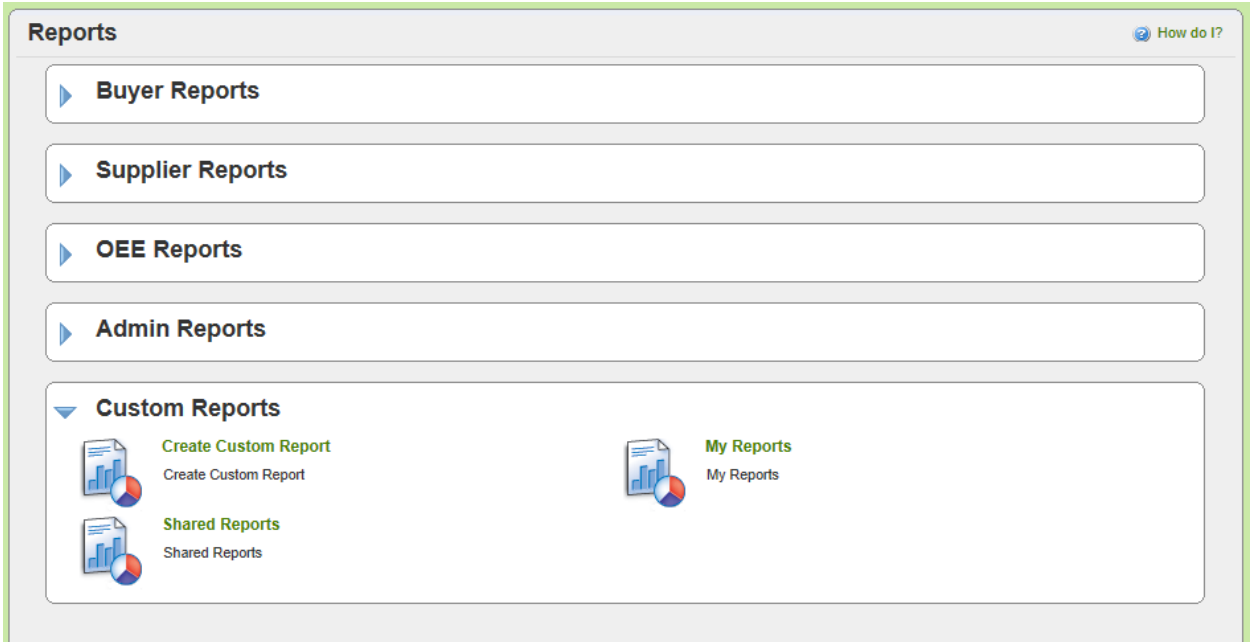 Reports
How do I?
Buyer Reports
Supplier Reports
OEE Reports
Admin Reports
Custom Reports
Create Custom Report
Create Custom Report
My Reports
My Reports
Shared Reports
Shared Reports